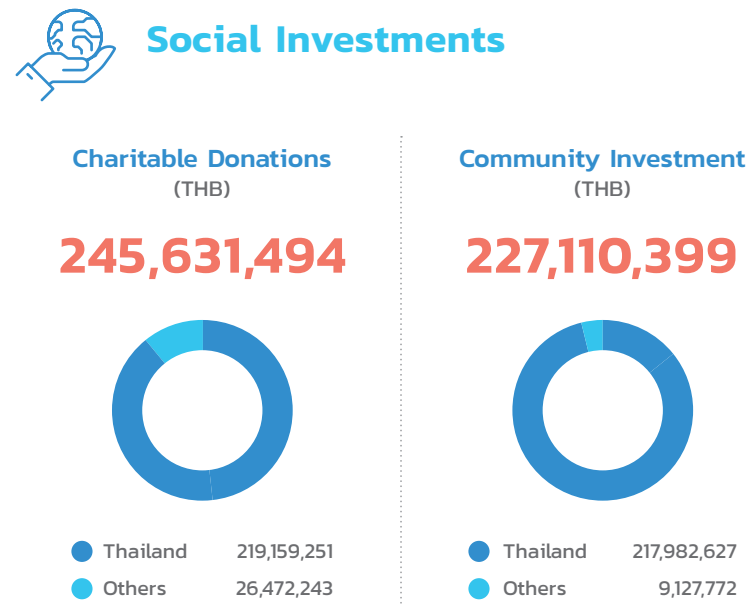 Social Investments
Charitable Donations
(THB)
245,631,494
Thailand 219,159,251
Others 26,472,243
Community Investment
(THB)
227,110,399
Thailand 217,982,627
Others 9,127,772